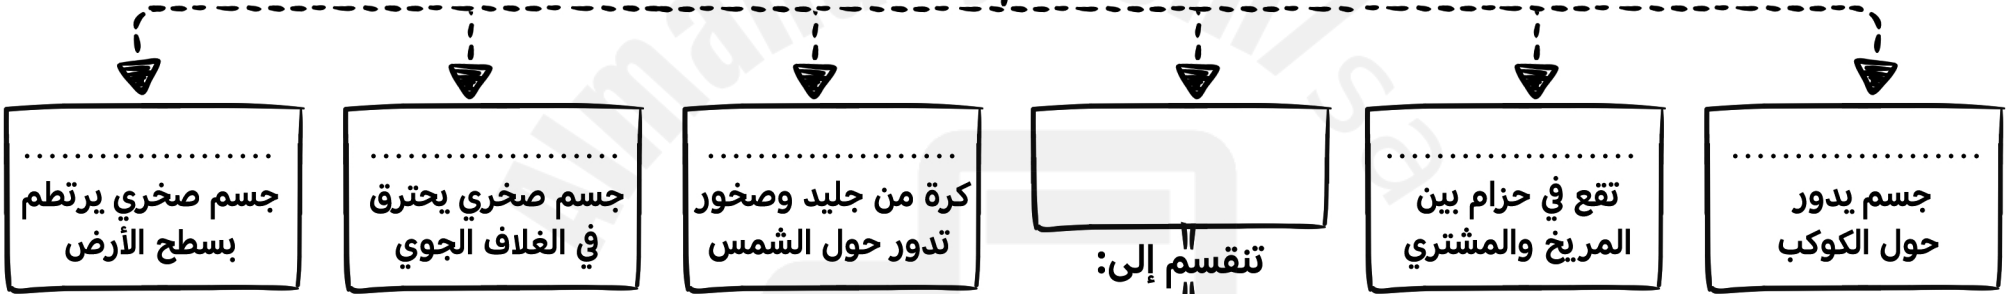 ....................
جسم يدور
حول الكوكب
....................
تقع في حزام بين
المريخ والمشتري
تنقسم إلى:
....................
كرة من جليد وصخور
تدور حول الشمس
....................
جسم صخري يحترق
في الغلاف الجوي
....................
جسم صخري يرتطم
بسطح الأرض